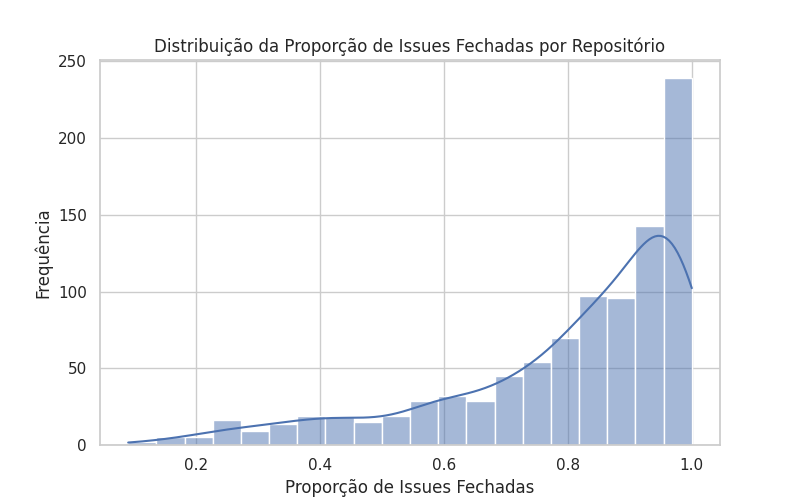 Distribuição da Proporção de Issues Fechadas por Repositório
250
200
150
100
50
0
Frequência
0.2 0.4 0.6 0.8 1.0
Proporção de Issues Fechadas